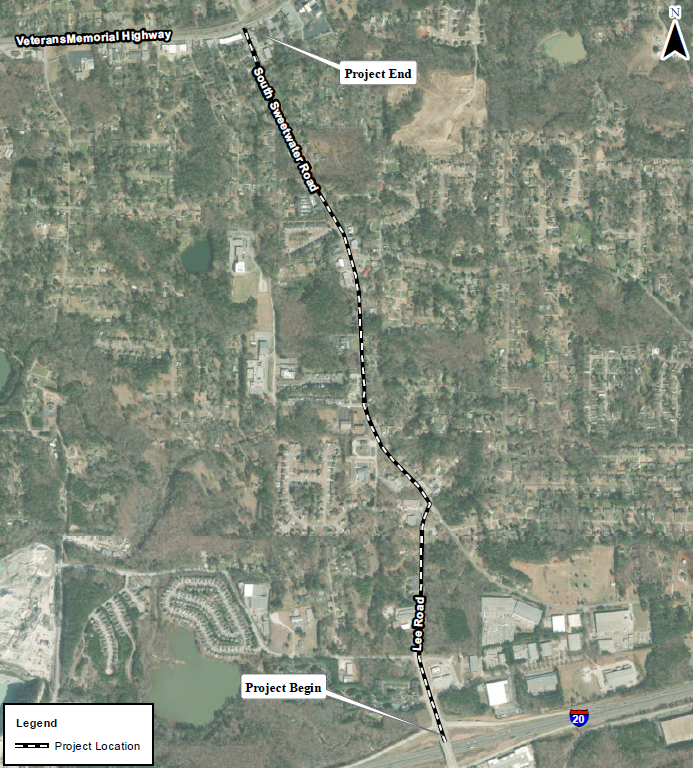 N
VeteransMemorial Highway
Project End
South Sweetwater Road
Lee Road
Project Begin
20
Legend
Project Location